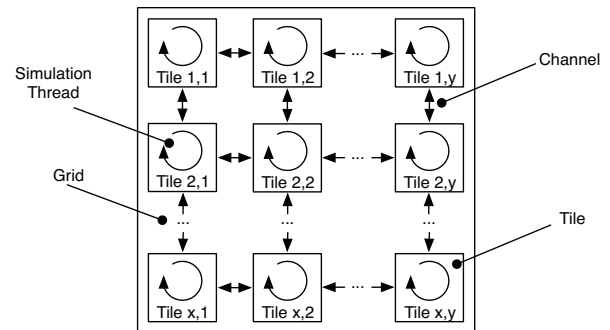 Tile 1,1
Tile 1,2
...
Tile 1,y
Simulation
Thread
Channel
Tile 2,1
Tile 2,2
...
Tile 2,y
Grid
...
...
...
Tile
Tile x,1
Tile x,2
...
Tile x,y